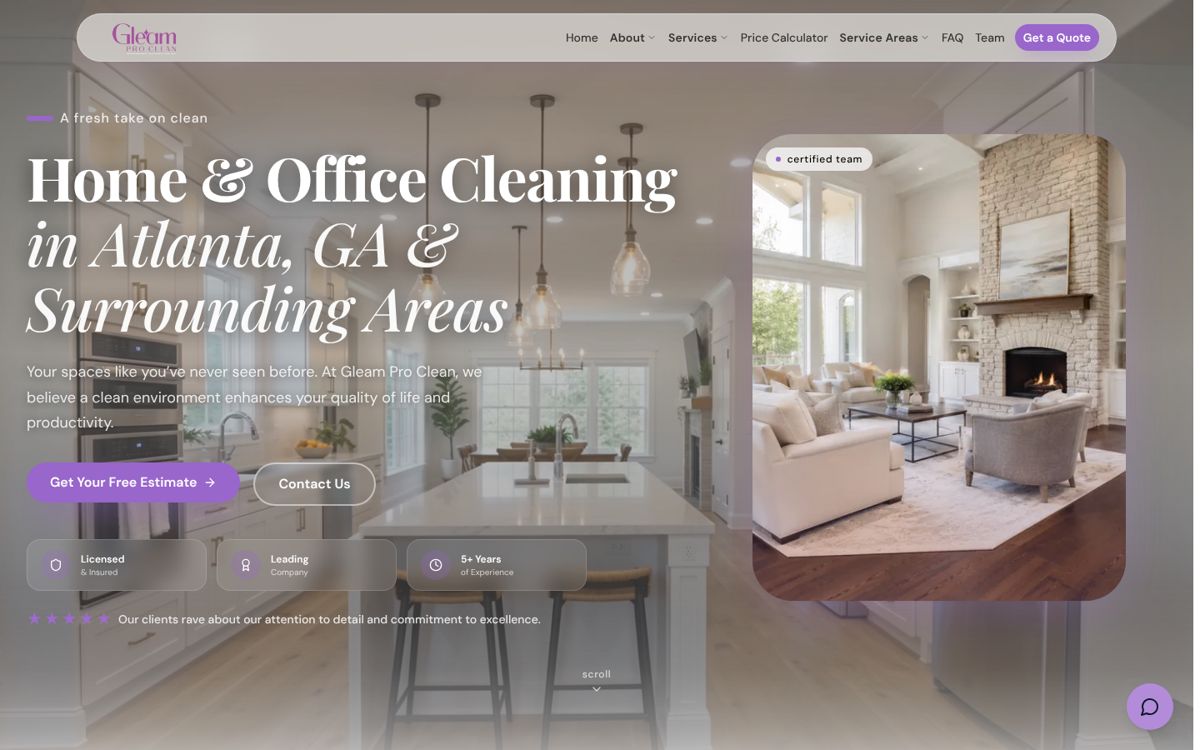 Gleam
PRO CLEAN
Home About Services Price Calculator Service Areas FAQ Team Get a Quote
A fresh take on clean
Home & Office Cleaning
in Atlanta, GA &
Surrounding Areas
certified team
Your spaces like you've never seen before. At Gleam Pro Clean, we
believe a clean environment enhances your quality of life and
productivity.
Get Your Free Estimate →
Contact Us
Licensed
& Insured
Leading
Company
5+ Years
of Experience
★★★★★ Our clients rave about our attention to detail and commitment to excellence.
scroll